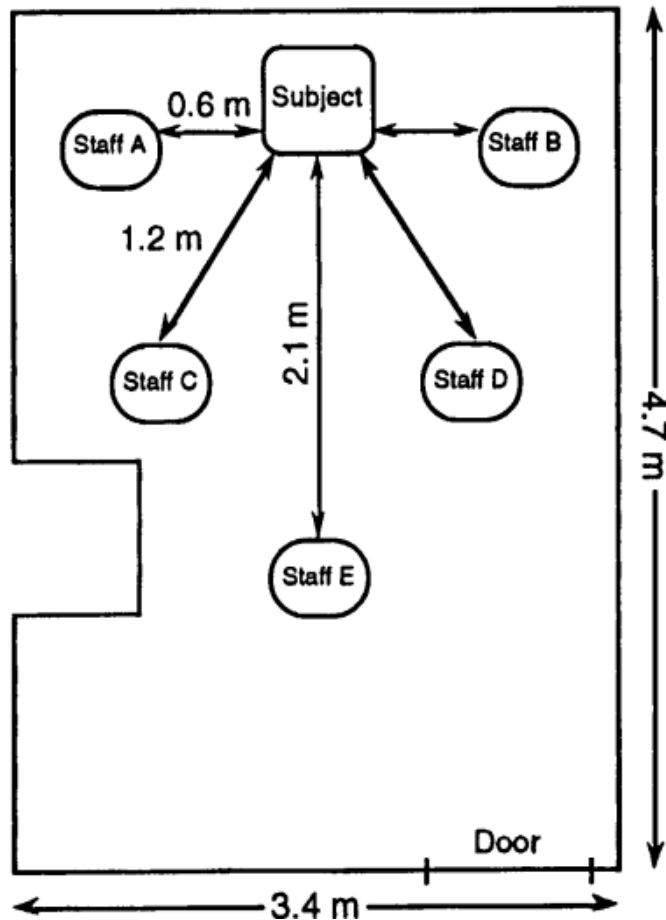 Subject
0.6 m
Staff A
Staff B
1.2 m
2.1 m
Staff C
Staff D
4.7 m
Staff E
Door
3.4 m